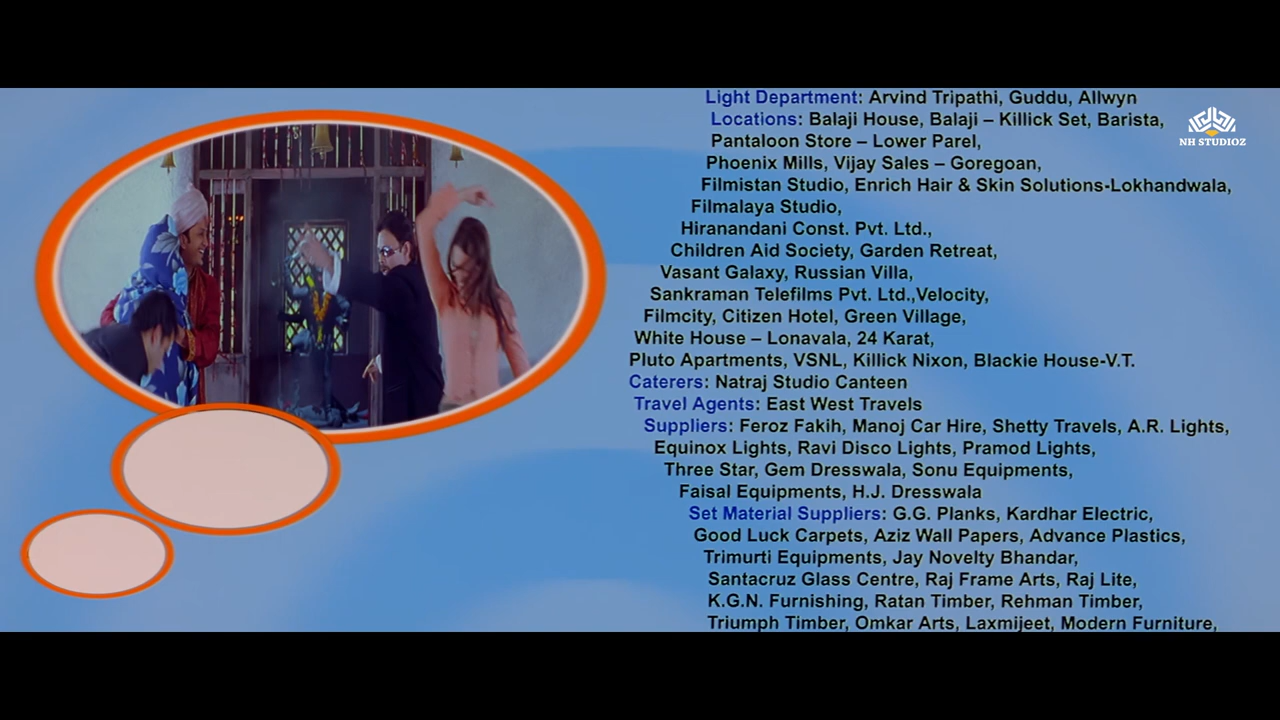 Light Department: Arvind Tripathi, Guddu, Allwyn
Locations: Balaji House, Balaji – Killick Set, Barista,
Pantaloon Store – Lower Parel,
Phoenix Mills, Vijay Sales – Goregoan,
Filmistan Studio, Enrich Hair & Skin Solutions-Lokhandwala,
Filmalaya Studio,
Hiranandani Const. Pvt. Ltd.,
Children Aid Society, Garden Retreat,
Vasant Galaxy, Russian Villa,
Sankraman Telefilms Pvt. Ltd.,Velocity,
Filmcity, Citizen Hotel, Green Village,
White House – Lonavala, 24 Karat,
Pluto Apartments, VSNL, Killick Nixon, Blackie House-V.T.
Caterers: Natraj Studio Canteen
Travel Agents: East West Travels
Suppliers: Feroz Fakih, Manoj Car Hire, Shetty Travels, A.R. Lights,
Equinox Lights, Ravi Disco Lights, Pramod Lights,
Three Star, Gem Dresswala, Sonu Equipments,
Faisal Equipments, H.J. Dresswala
Set Material Suppliers: G.G. Planks, Kardhar Electric,
Good Luck Carpets, Aziz Wall Papers, Advance Plastics,
Trimurti Equipments, Jay Novelty Bhandar,
Santacruz Glass Centre, Raj Frame Arts, Raj Lite,
K.G.N. Furnishing, Ratan Timber, Rehman Timber,
Triumph Timber, Omkar Arts, Laxmijeet, Modern Furniture,
NH STUDIOZ